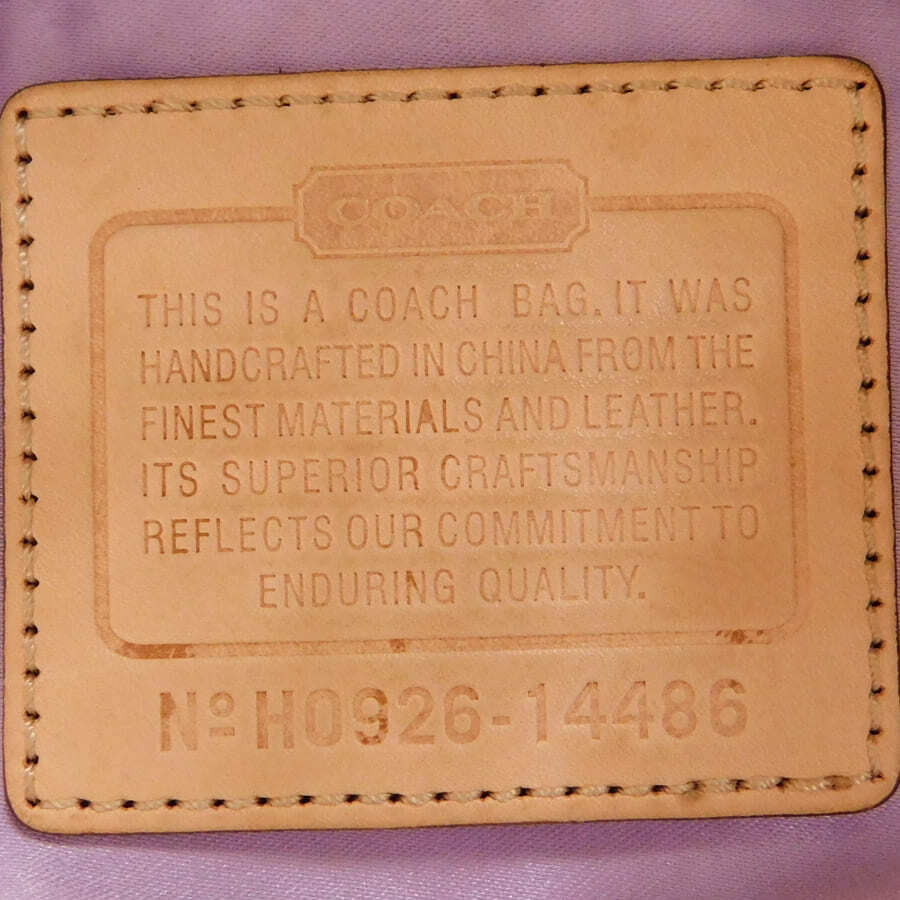 COACH
THIS IS A COACH BAG. IT WAS
HANDCRAFTED IN CHINA FROM THE
FINEST MATERIALS AND LEATHER.
ITS SUPERIOR CRAFTSMANSHIP
REFLECTS OUR COMMITMENT TO
ENDURING QUALITY.
Nº H0926-14486